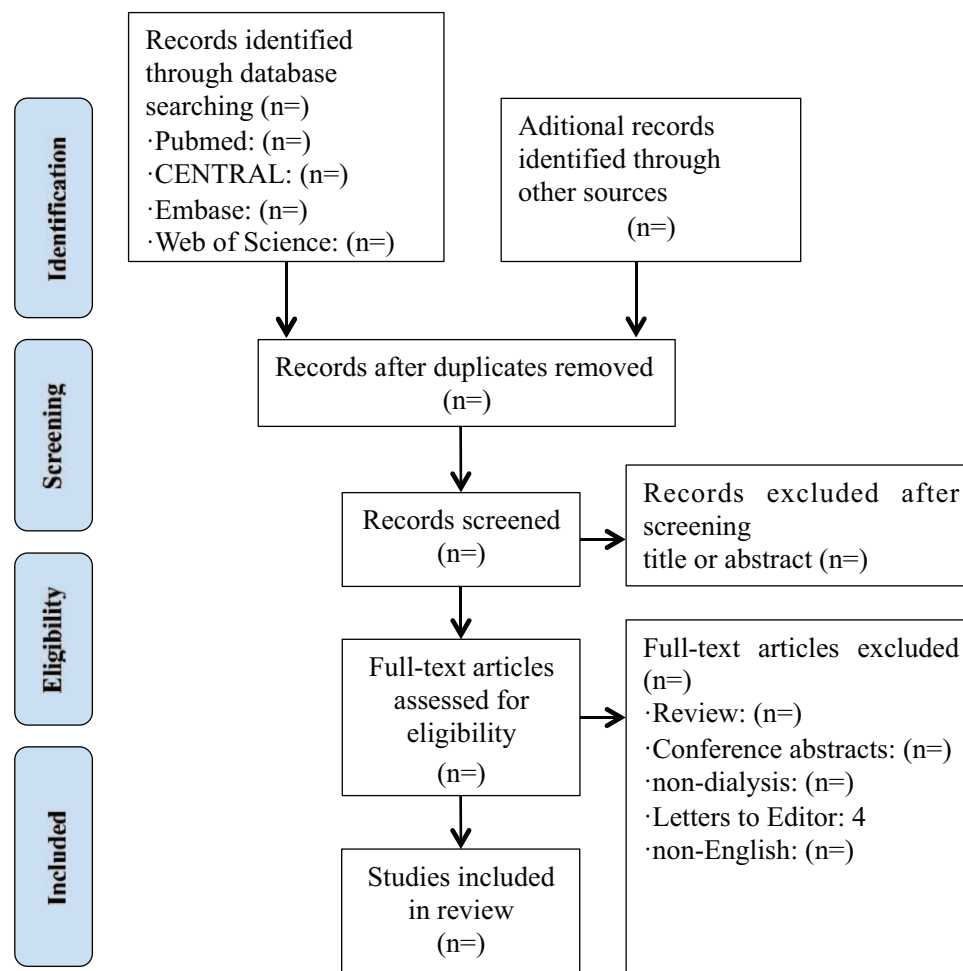 Records identified
through database
searching (n=)
·Pubmed: (n=)
·CENTRAL: (n=)
·Embase: (n=)
·Web of Science: (n=)
Aditional records
identified through
other sources
(n=)
Identification
Records after duplicates removed
(n=)
Screening
Records screened
(n=)
Records excluded after
screening
title or abstract (n=)
Eligibility
Full-text articles
assessed for
eligibility
(n=)
Full-text articles excluded
(n=)
·Review: (n=)
·Conference abstracts: (n=)
·non-dialysis: (n=)
·Letters to Editor: 4
·non-English: (n=)
Included
Studies included
in review
(n=)